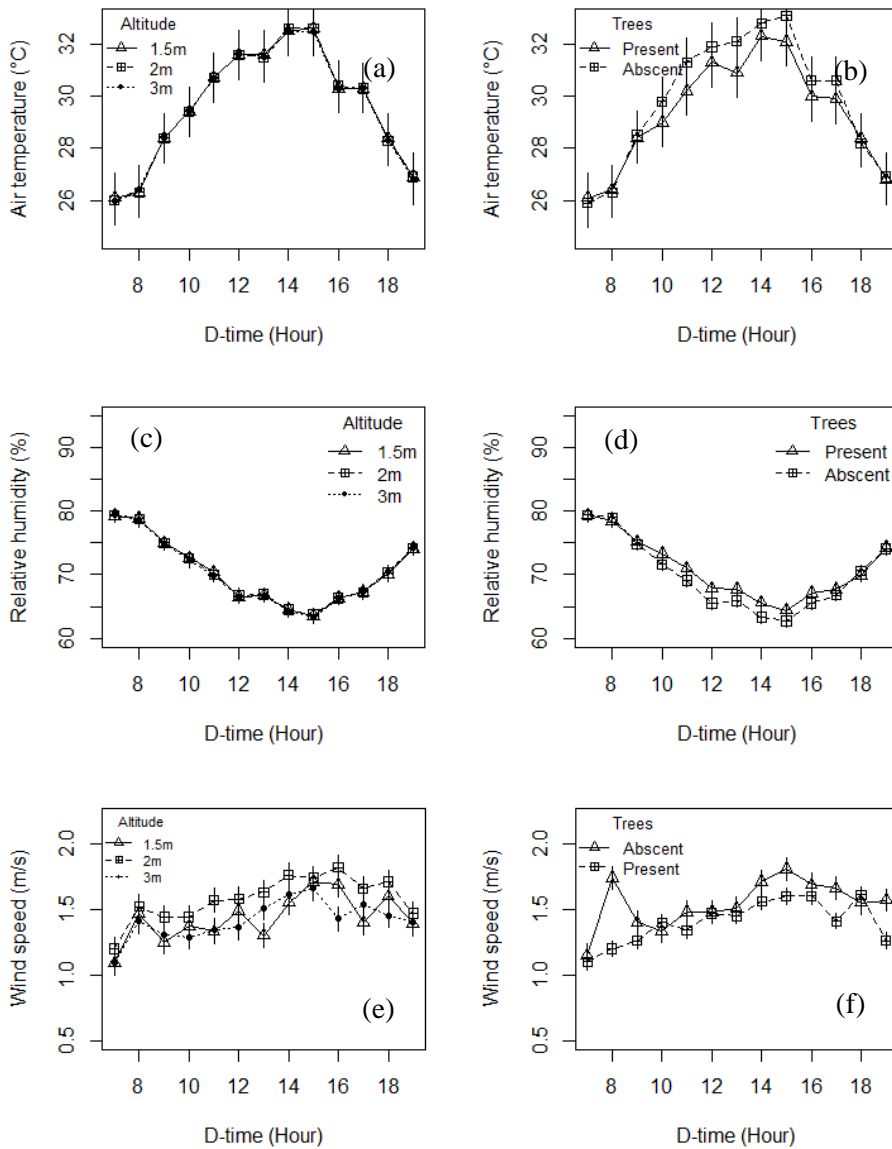 Altitude
1.5m
2m
3m
(a)
Air temperature (°C)
26 28 30 32
8 10 12 14 16 18
D-time (Hour)
Trees
Present
Abscent
(b)
Air temperature (°C)
26 28 30 32
8 10 12 14 16 18
D-time (Hour)
(c)
Altitude
1.5m
2m
3m
Relative humidity (%)
60 70 80 90
8 10 12 14 16 18
D-time (Hour)
(d)
Trees
Present
Abscent
Relative humidity (%)
60 70 80 90
8 10 12 14 16 18
D-time (Hour)
Altitude
1.5m
2m
3m
(e)
Wind speed (m/s)
0.5 1.0 1.5 2.0
8 10 12 14 16 18
D-time (Hour)
Trees
Abscent
Present
(f)
Wind speed (m/s)
0.5 1.0 1.5 2.0
8 10 12 14 16 18
D-time (Hour)